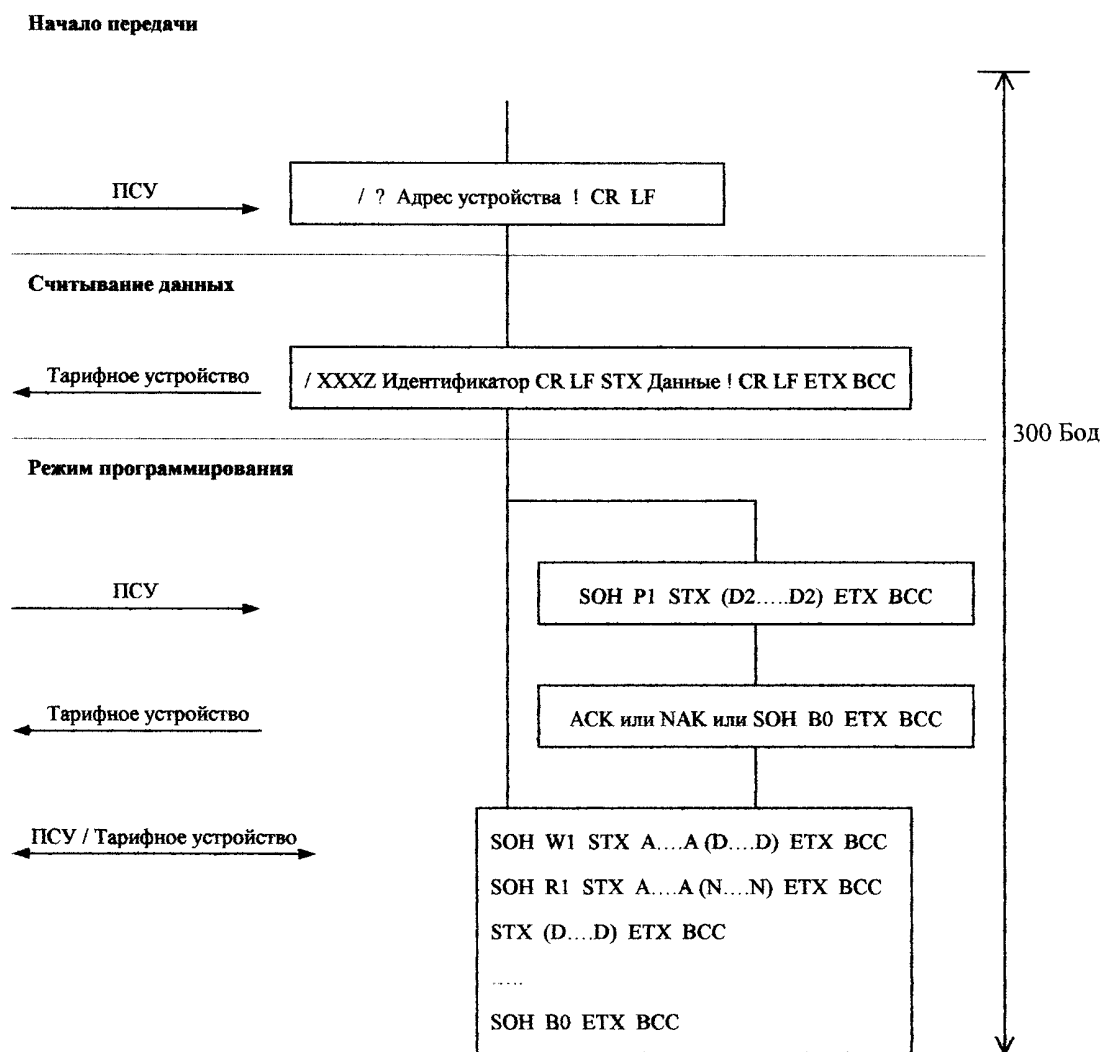 Начало передачи
ПСУ
/ ? Адрес устройства ! CR LF
Считывание данных
Тарифное устройство
/ XXXZ Идентификатор CR LF STX Данные ! CR LF ETX BCC
300 Бод
Режим программирования
ПСУ
SOH P1 STX (D2.....D2) ETX BCC
Тарифное устройство
ACK или NAK или SOH B0 ETX BCC
ПСУ / Тарифное устройство
SOH W1 STX A....A (D....D) ETX BCC
SOH R1 STX A....A (N....N) ETX BCC
STX (D....D) ETX BCC
.....
SOH B0 ETX BCC